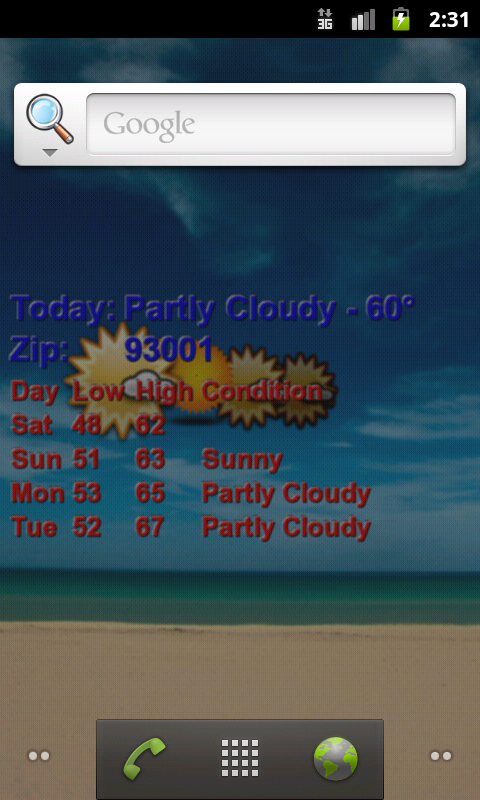 3G 2:31
Google
Today: Partly Cloudy - 60°
Zip: 93001
Day Low High Condition
Sat 48 62
Sun 51 63 Sunny
Mon 53 65 Partly Cloudy
Tue 52 67 Partly Cloudy